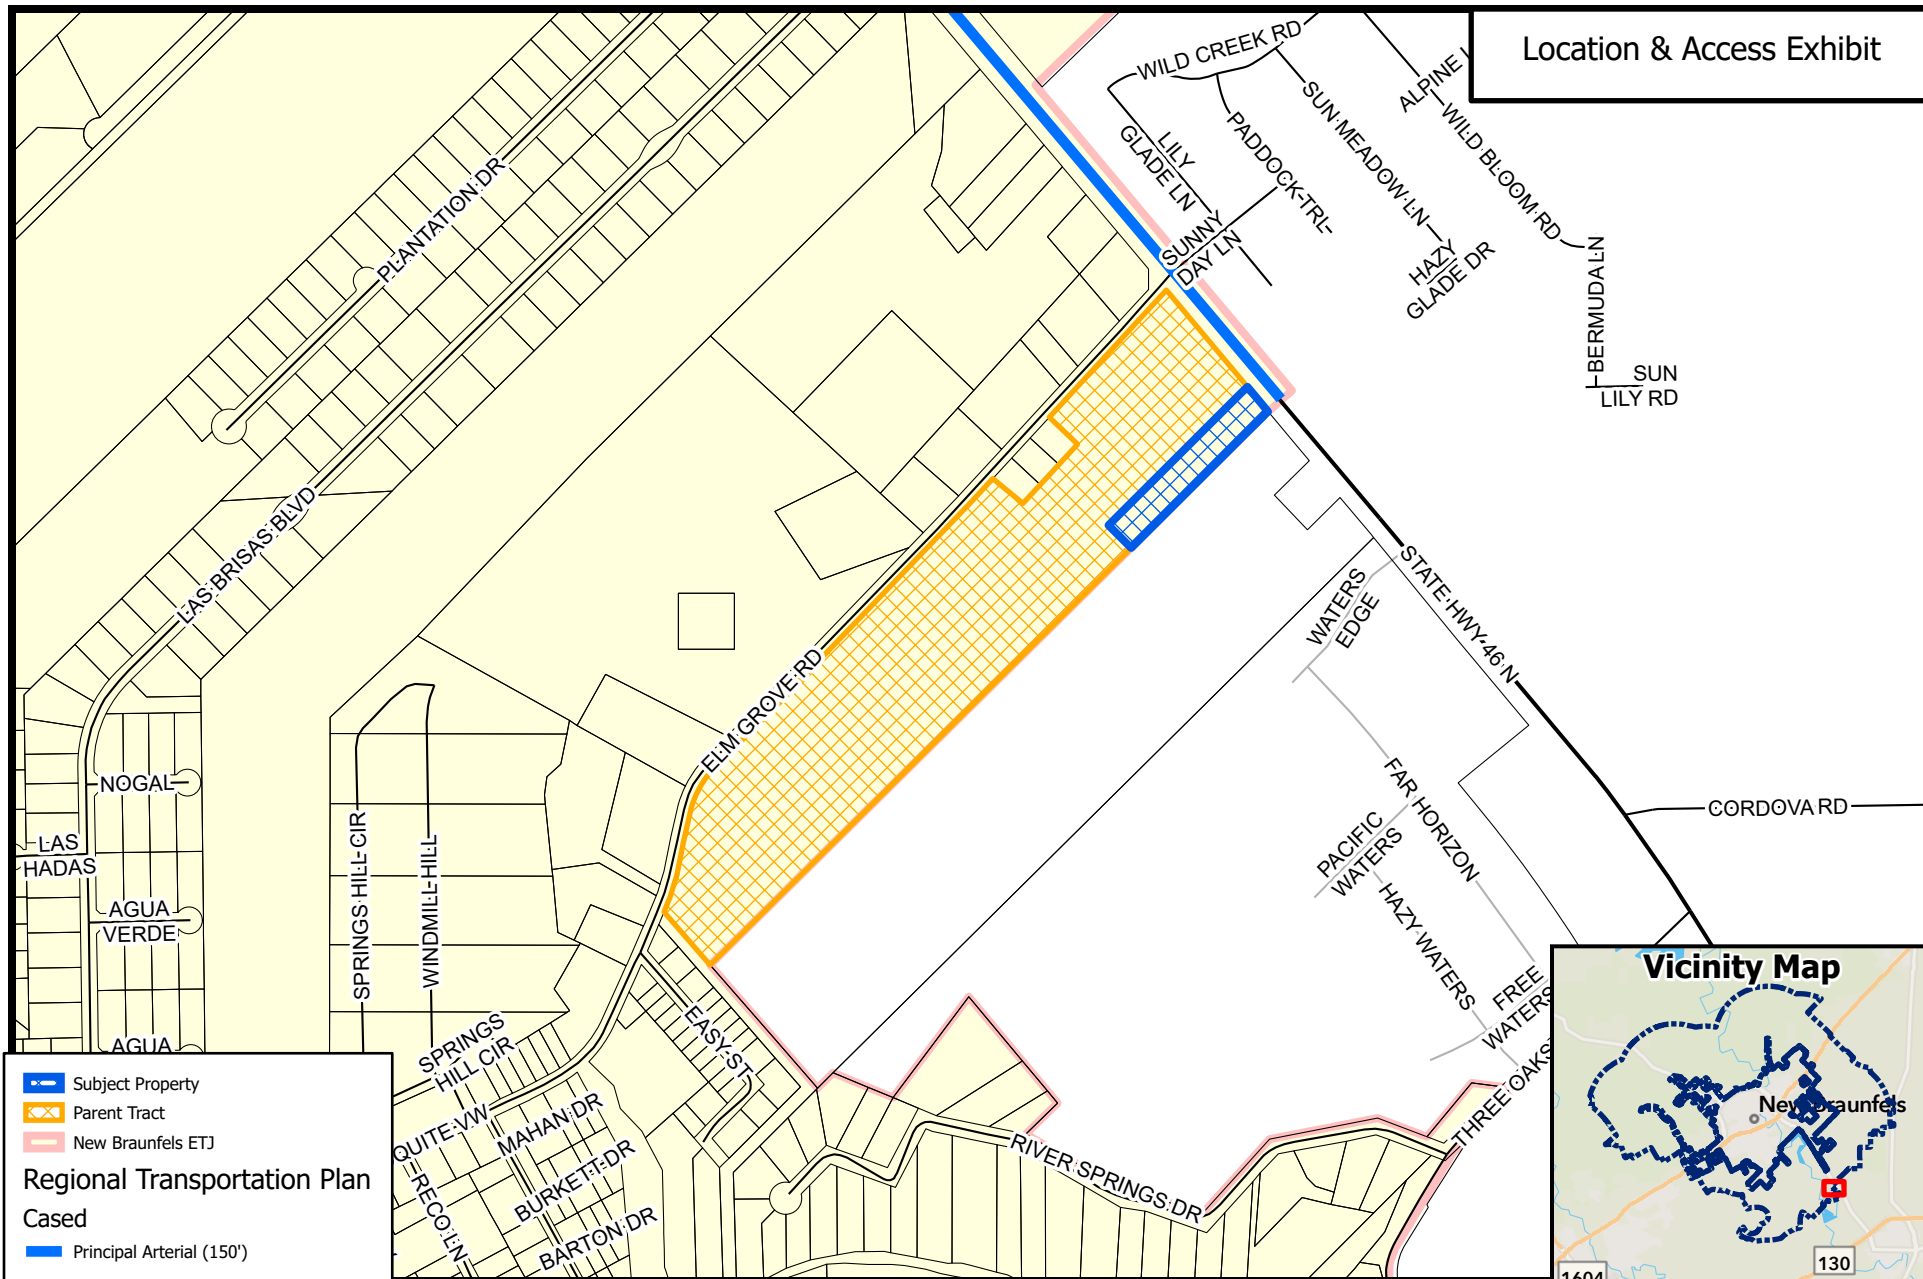 Location & Access Exhibit
WILD CREEK RD
ALPINE
LILY
GLADE LN
PADDOCK TRL
SUN MEADOW LN
WILD BLOOM RD
SUNNY
DAY LN
HAZY
GLADE DR
BERMUDA LN
SUN
LILY RD
PLANTATION DR
LAS BRISAS BLVD
ELM GROVE RD
STATE HWY 46 N
WATERS
EDGE
FAR HORIZON
PACIFIC
WATERS
HAZY WATERS
FREE
WATERS
CORDOVA RD
THREE OAKS
NOGAL
LAS
HADAS
AGUA
VERDE
AGUA
SPRINGS HILL CIR
WINDMILL HILL
SPRINGS
HILL CIR
EASY ST
QUITE VW
MAHAN DR
BURKETT DR
BARTON DR
RECO LN
RIVER SPRINGS DR
Subject Property
Parent Tract
New Braunfels ETJ
Regional Transportation Plan
Cased
Principal Arterial (150')
Vicinity Map
New Braunfels
130
1604